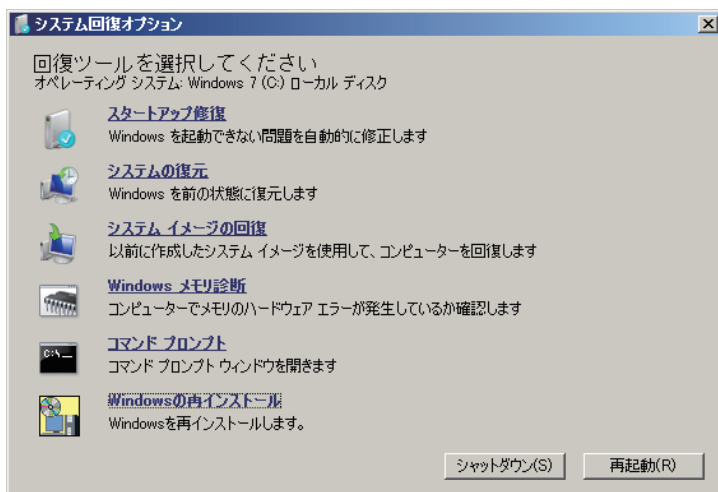 システム回復オプション
回復ツールを選択してください
オペレーティング システム: Windows 7 (C:) ローカル ディスク
スタートアップ修復
Windows を起動できない問題を自動的に修正します
システムの復元
Windows を前の状態に復元します
システム イメージの回復
以前に作成したシステム イメージを使用して、コンピューターを回復します
Windows メモリ診断
コンピューターでメモリのハードウェア エラーが発生しているか確認します
コマンド プロンプト
コマンド プロンプト ウィンドウを開きます
Windowsの再インストール
Windowsを再インストールします。
シャットダウン(S) 再起動(R)